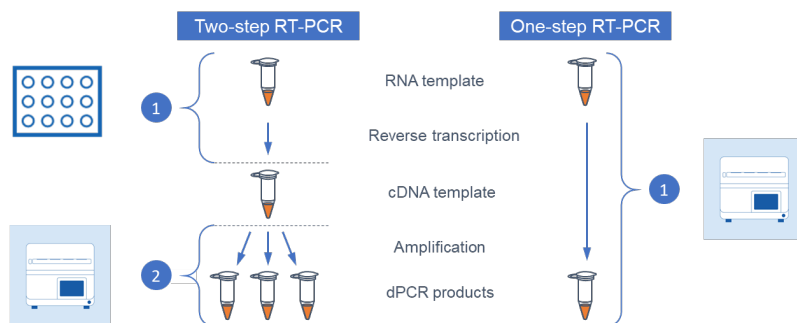 Two-step RT-PCR
One-step RT-PCR
RNA template
1
Reverse transcription
cDNA template
1
Amplification
2
dPCR products